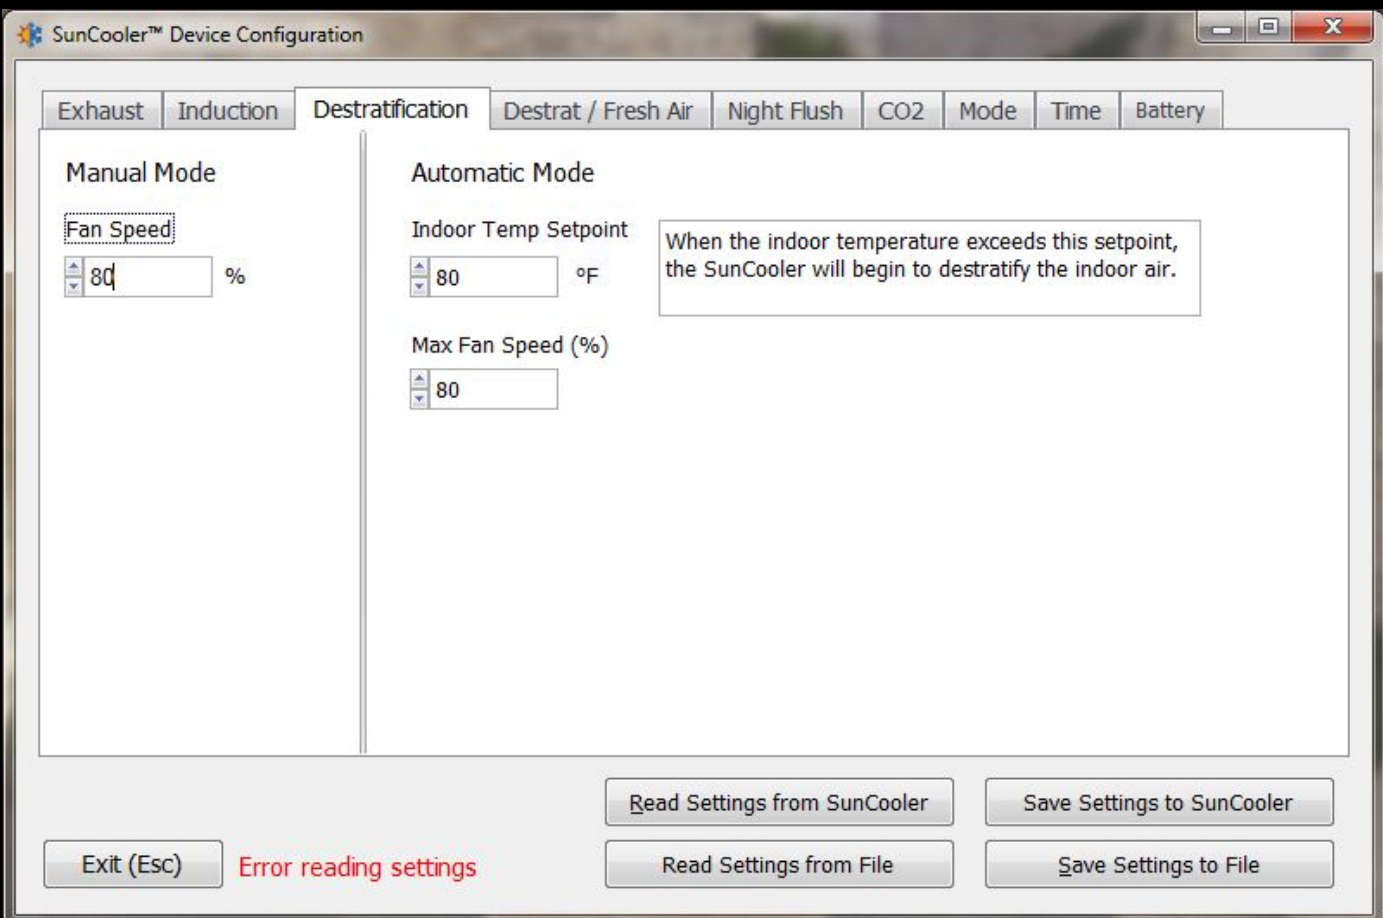 SunCooler™ Device Configuration
Exhaust Induction Destratification Destrat / Fresh Air Night Flush CO2 Mode Time Battery
Manual Mode
Fan Speed
80 %
Automatic Mode
Indoor Temp Setpoint
80 ºF
When the indoor temperature exceeds this setpoint,
the SunCooler will begin to destratify the indoor air.
Max Fan Speed (%)
80
Read Settings from SunCooler Save Settings to SunCooler
Exit (Esc) Error reading settings Read Settings from File Save Settings to File